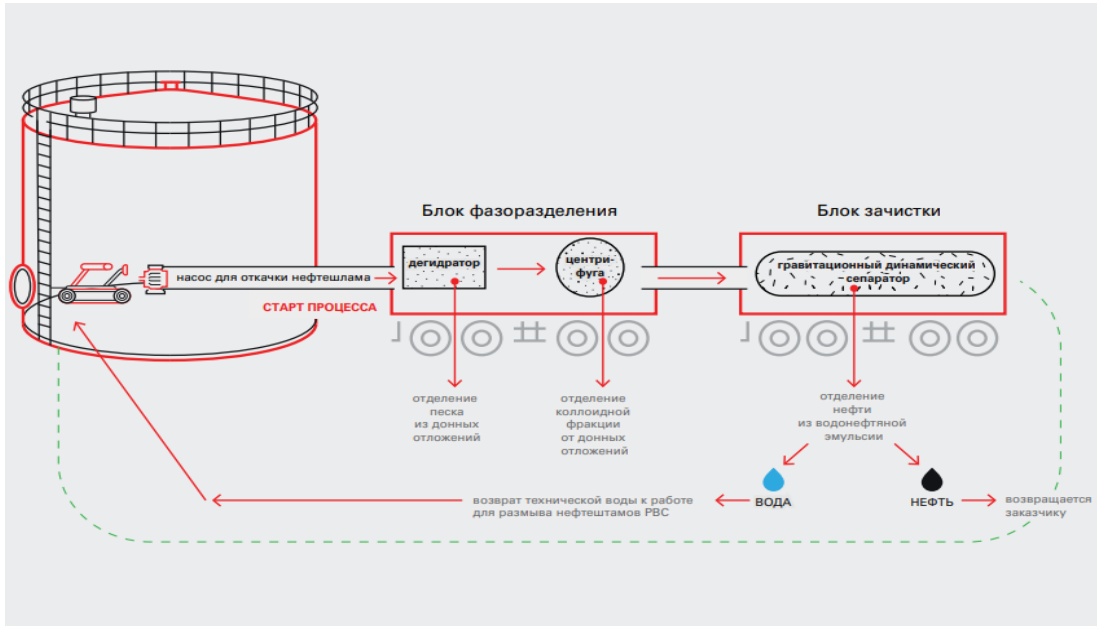 Блок фазоразделения
Блок зачистки
насос для откачки нефтешлама
СТАРТ ПРОЦЕССА
дегидратор
центри-
фуга
гравитационный динамический
сепаратор
отделение
песка
из донных
отложений
отделение
коллоидной
фракции
от донных
отложений
отделение
нефти
из водонефтяной
эмульсии
возврат технической воды к работе
для размыва нефтештамов РВС
ВОДА
НЕФТЬ
возвращается
заказчику